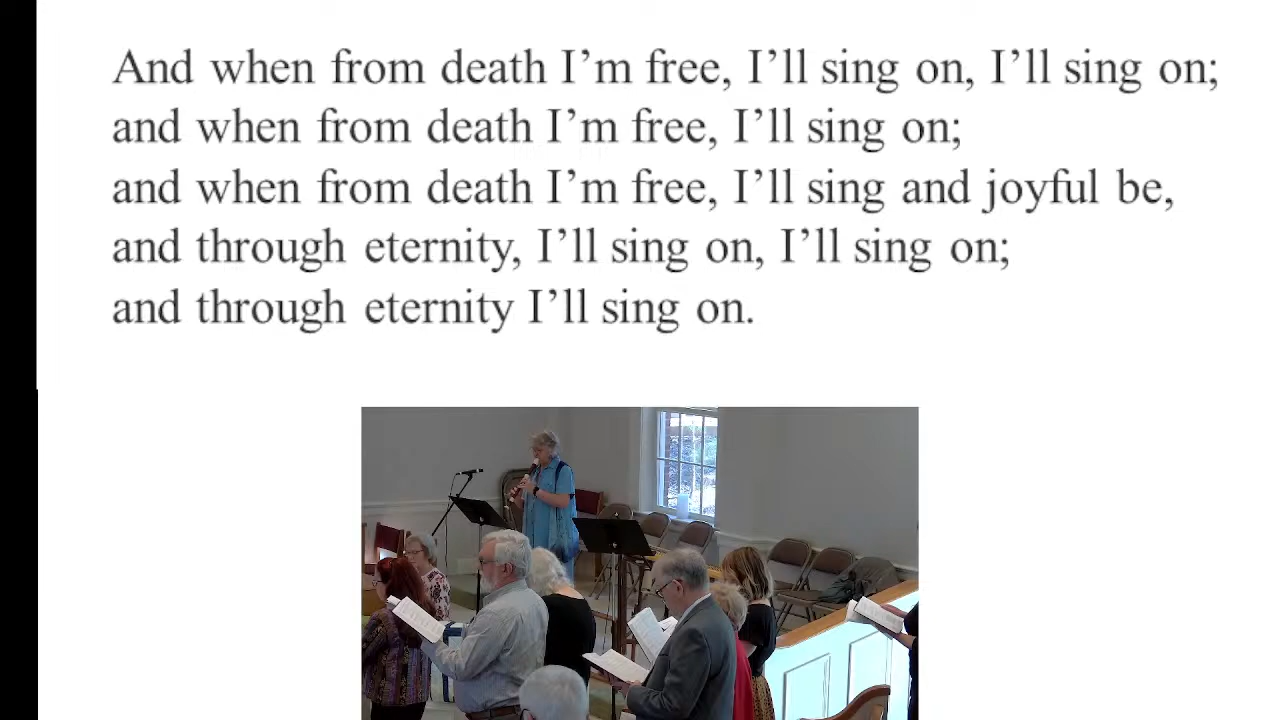 And when from death I’m free, I’ll sing on, I’ll sing on;
and when from death I’m free, I’ll sing on;
and when from death I’m free, I’ll sing and joyful be,
and through eternity, I’ll sing on, I’ll sing on;
and through eternity I’ll sing on.